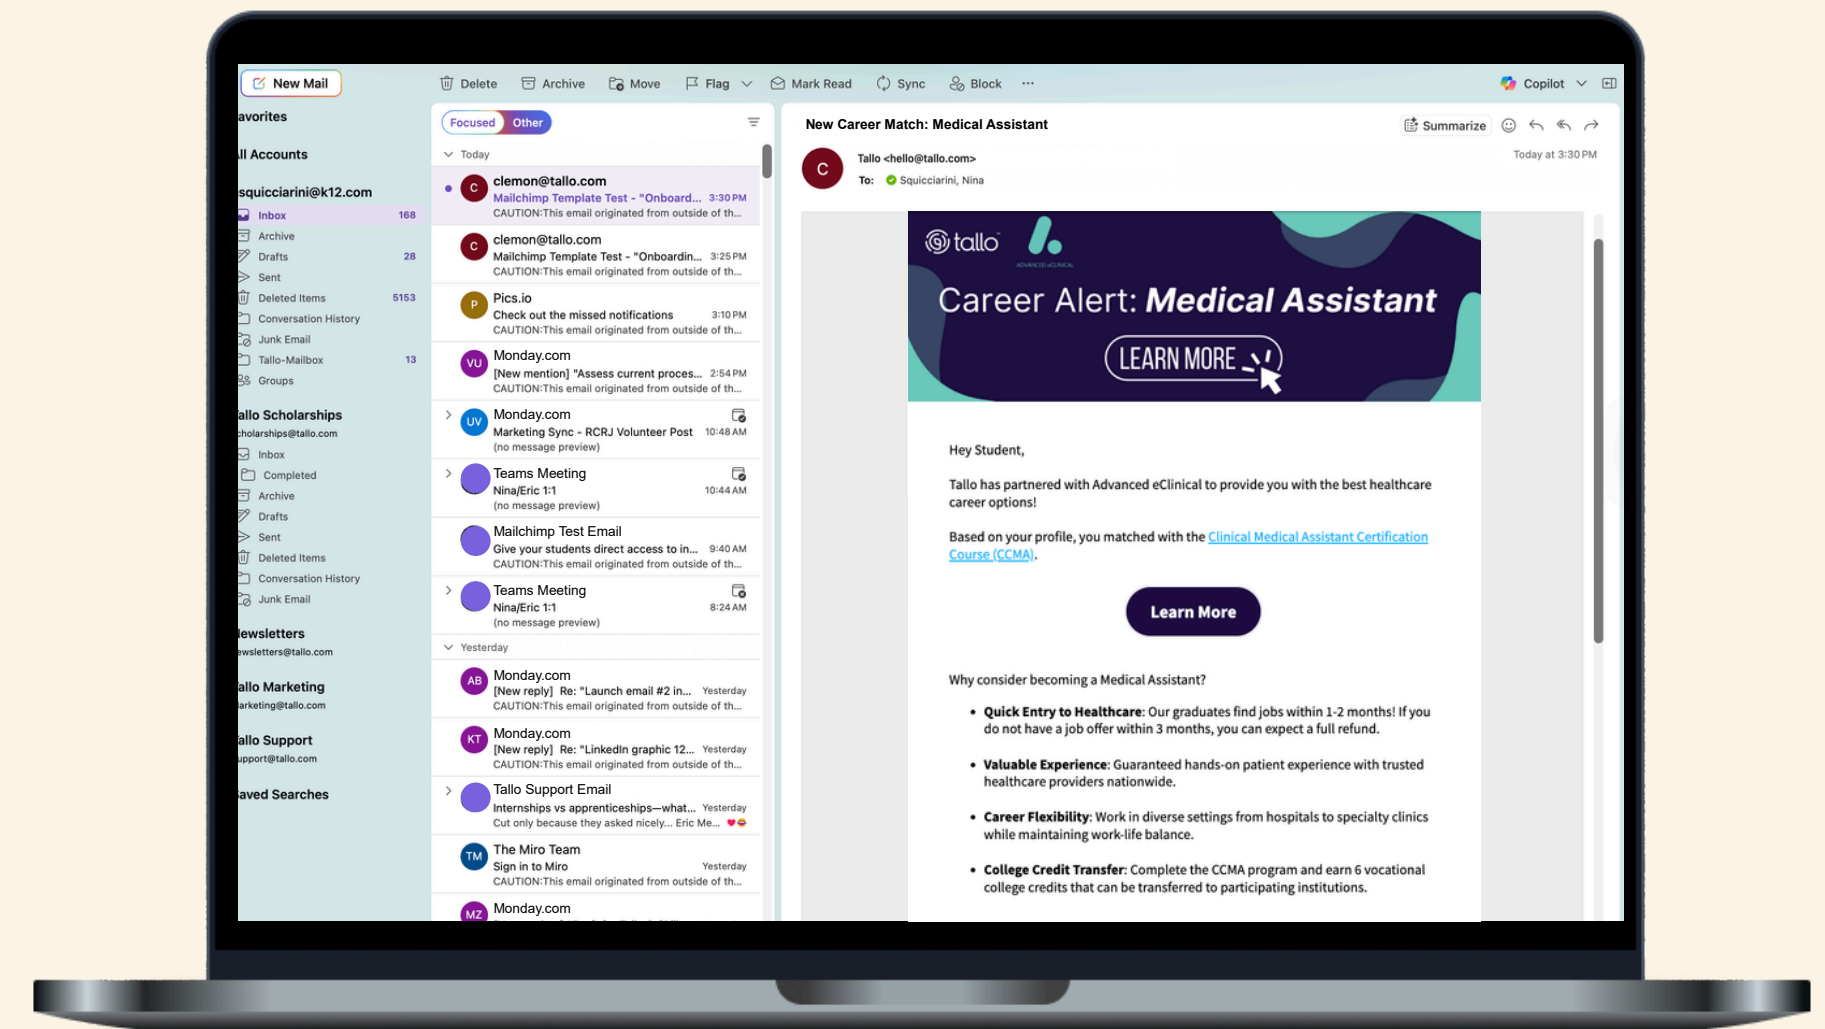 New Mail
Delete
Archive
Move
Flag
Mark Read
Sync
Block
Copilot
avorites
ll Accounts
squicciarini@k12.com
Inbox 168
Archive
Drafts 28
Sent
Deleted Items 5153
Conversation History
Junk Email
Tallo-Mailbox 13
Groups
allo Scholarships
cholarships@tallo.com
Inbox
Completed
Archive
Drafts
Sent
Deleted Items
Conversation History
Junk Email
ewsletters
ewsletters@tallo.com
allo Marketing
arketing@tallo.com
allo Support
upport@tallo.com
aved Searches
Focused Other
Today
C
clemon@tallo.com
Mailchimp Template Test - "Onboard... 3:30 PM
CAUTION:This email originated from outside of th...
C
clemon@tallo.com
Mailchimp Template Test - "Onboardin... 3:25 PM
CAUTION:This email originated from outside of th...
P
Pics.io
Check out the missed notifications 3:10 PM
CAUTION:This email originated from outside of th...
VU
Monday.com
[New mention] "Assess current proces... 2:54 PM
CAUTION:This email originated from outside of th...
UV
Monday.com
Marketing Sync - RCRJ Volunteer Post 10:48 AM
(no message preview)
Teams Meeting
Nina/Eric 1:1 10:44 AM
(no message preview)
Mailchimp Test Email
Give your students direct access to in... 9:40 AM
CAUTION:This email originated from outside of th...
Teams Meeting
Nina/Eric 1:1 8:24 AM
(no message preview)
Yesterday
AB
Monday.com
[New reply] Re: "Launch email #2 in... Yesterday
CAUTION:This email originated from outside of th...
KT
Monday.com
[New reply] Re: "LinkedIn graphic 12... Yesterday
CAUTION:This email originated from outside of th...
Tallo Support Email
Internships vs apprenticeships—what... Yesterday
Cut only because they asked nicely... Eric Me...
TM
The Miro Team
Sign in to Miro Yesterday
CAUTION:This email originated from outside of th...
MZ
Monday.com
New Career Match: Medical Assistant
Summarize
C
Tallo <hello@tallo.com>
Today at 3:30 PM
To: Squicciarini, Nina
tallo
ADVANCED eCLINICAL
Career Alert: Medical Assistant
LEARN MORE
Hey Student,
Tallo has partnered with Advanced eClinical to provide you with the best healthcare
career options!
Based on your profile, you matched with the Clinical Medical Assistant Certification
Course (CCMA).
Learn More
Why consider becoming a Medical Assistant?
• Quick Entry to Healthcare: Our graduates find jobs within 1-2 months! If you
do not have a job offer within 3 months, you can expect a full refund.
• Valuable Experience: Guaranteed hands-on patient experience with trusted
healthcare providers nationwide.
• Career Flexibility: Work in diverse settings from hospitals to specialty clinics
while maintaining work-life balance.
• College Credit Transfer: Complete the CCMA program and earn 6 vocational
college credits that can be transferred to participating institutions.